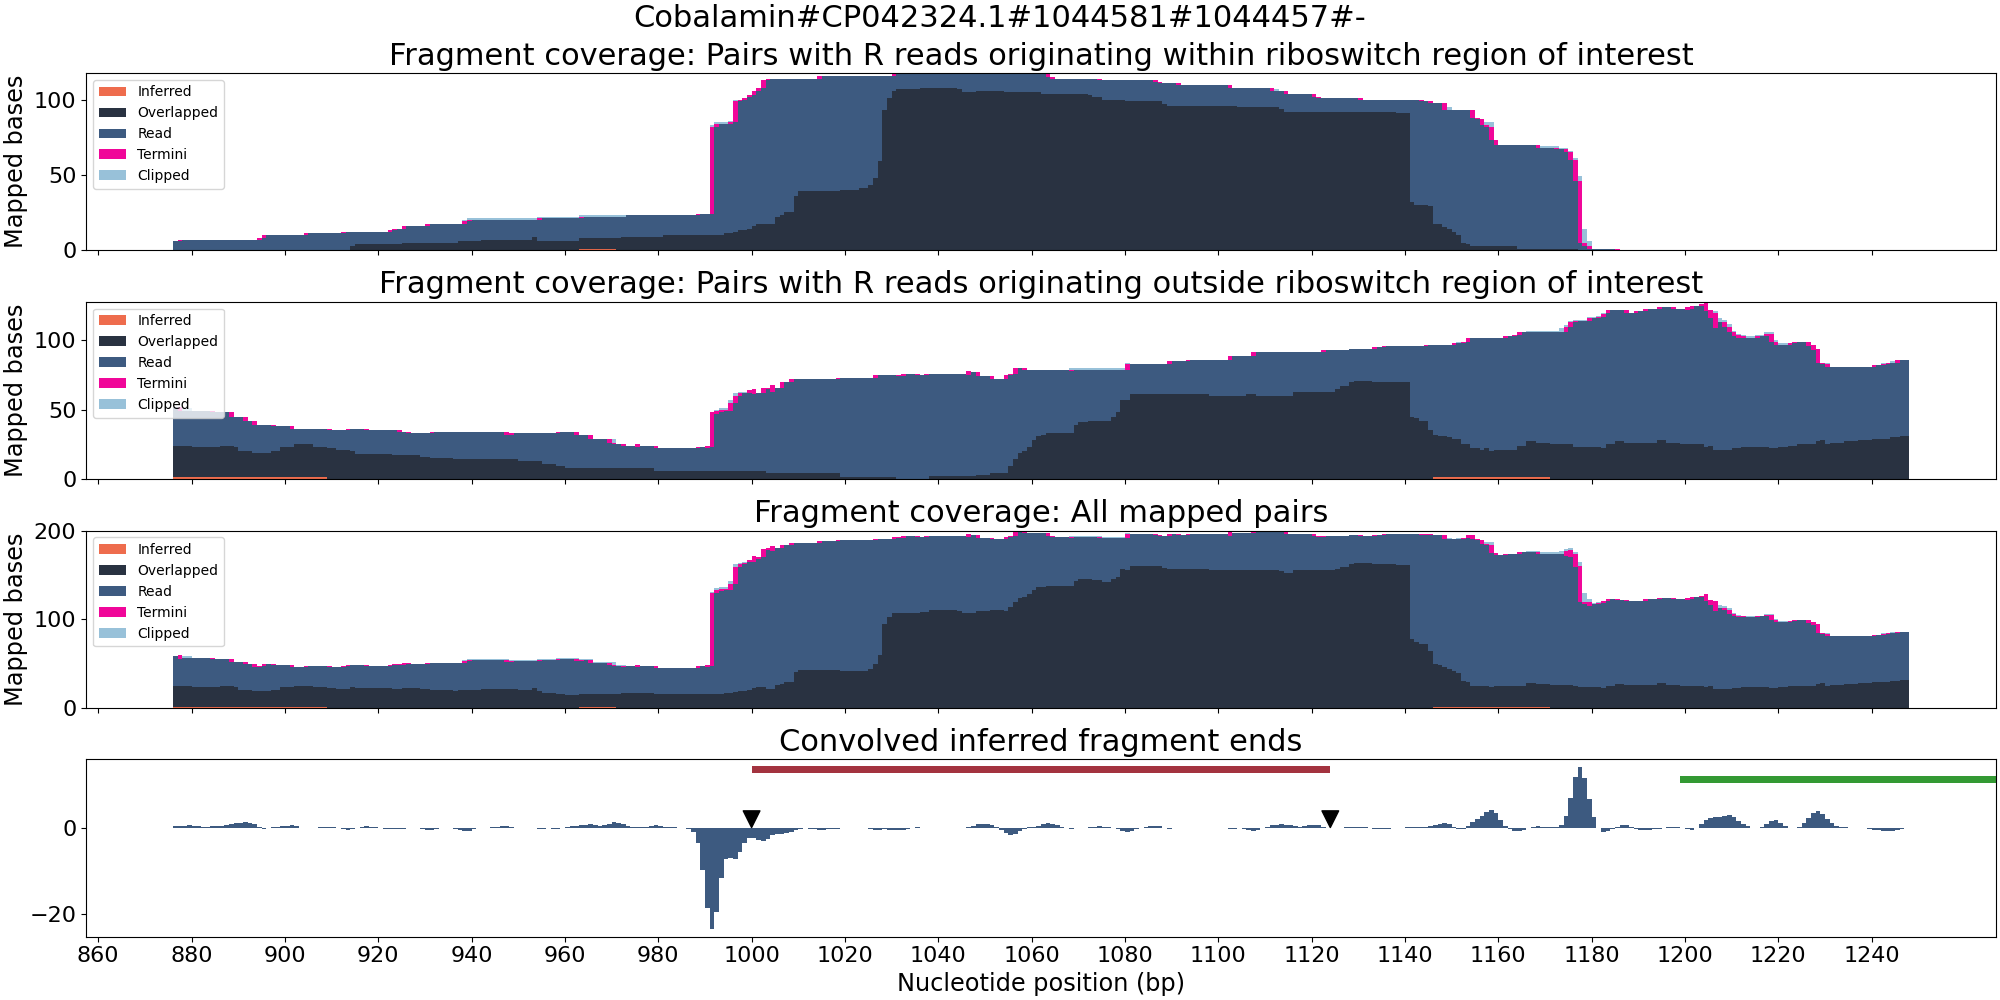 Cobalamin#CP042324.1#1044581#1044457#-
Fragment coverage: Pairs with R reads originating within riboswitch region of interest
Mapped bases
100
50
0
Inferred
Overlapped
Read
Termini
Clipped
Fragment coverage: Pairs with R reads originating outside riboswitch region of interest
Mapped bases
100
50
0
Inferred
Overlapped
Read
Termini
Clipped
Fragment coverage: All mapped pairs
Mapped bases
200
100
0
Inferred
Overlapped
Read
Termini
Clipped
Convolved inferred fragment ends
0
−20
860 880 900 920 940 960 980 1000 1020 1040 1060 1080 1100 1120 1140 1160 1180 1200 1220 1240
Nucleotide position (bp)